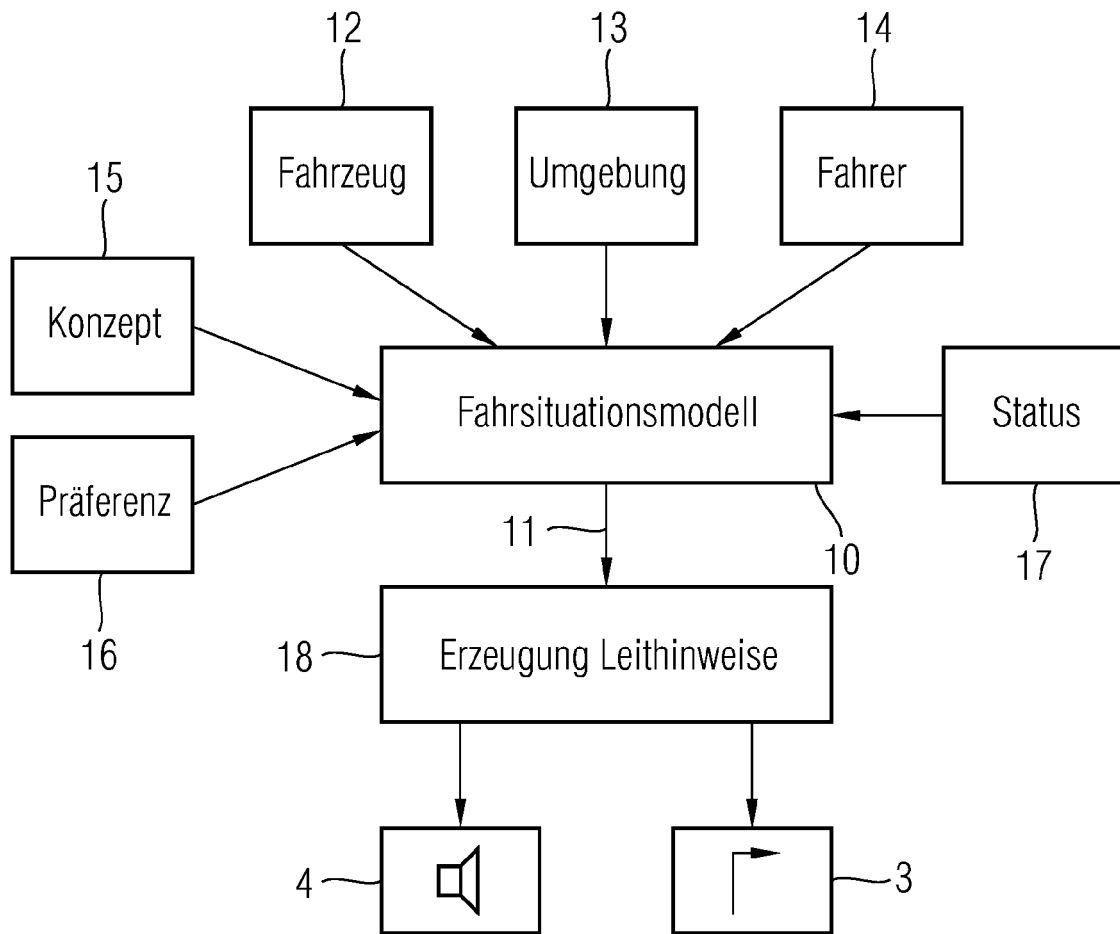 12
13
14
Fahrzeug
Umgebung
Fahrer
15
Konzept
Fahrsituationsmodell
Status
Präferenz
11
10
17
16
18
Erzeugung Leithinweise
4
3